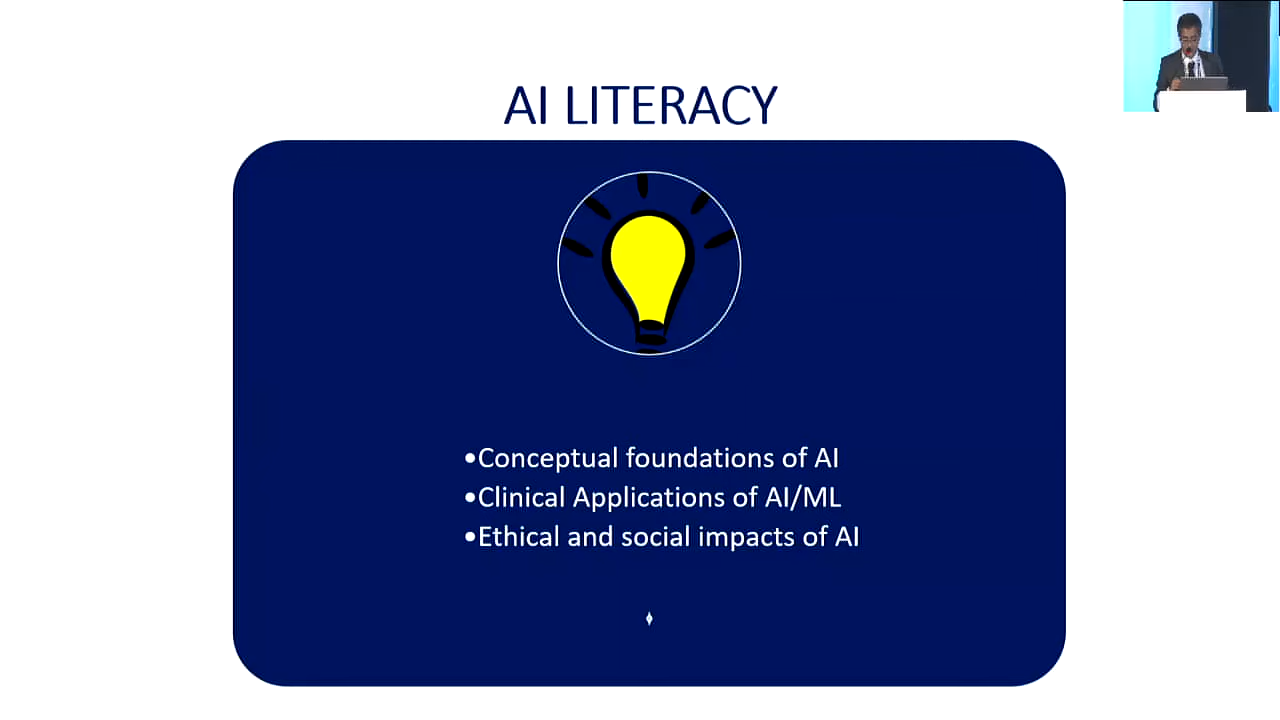 AI LITERACY
•Conceptual foundations of AI
•Clinical Applications of AI/ML
•Ethical and social impacts of AI